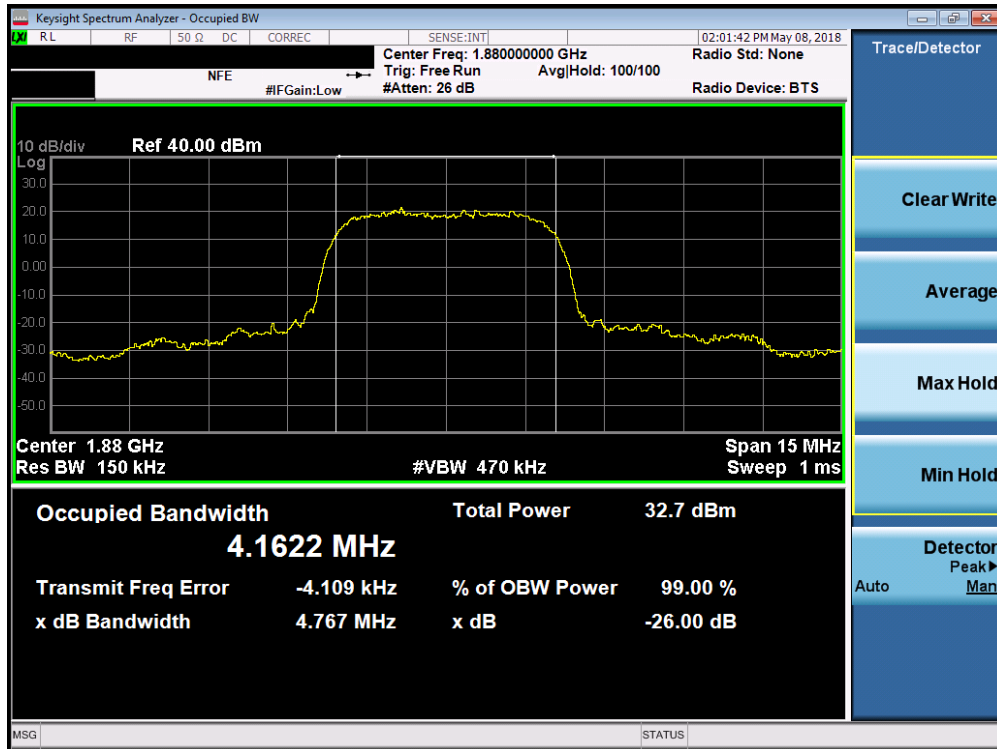 Keysight Spectrum Analyzer - Occupied BW
LXI RL RF 50 Ω DC CORREC SENSE:INT 02:01:42 PM May 08, 2018
Center Freq: 1.880000000 GHz Radio Std: None
NFE Trig: Free Run Avg|Hold: 100/100
#IFGain:Low #Atten: 26 dB Radio Device: BTS
Trace/Detector
10 dB/div Ref 40.00 dBm
Log
30.0
20.0
10.0
0.00
-10.0
-20.0
-30.0
-40.0
-50.0
Center 1.88 GHz Span 15 MHz
Res BW 150 kHz #VBW 470 kHz Sweep 1 ms
Occupied Bandwidth Total Power 32.7 dBm
4.1622 MHz
Transmit Freq Error -4.109 kHz % of OBW Power 99.00 %
x dB Bandwidth 4.767 MHz x dB -26.00 dB
Clear Write
Average
Max Hold
Min Hold
Detector
Peak▶
Auto Man
MSG STATUS